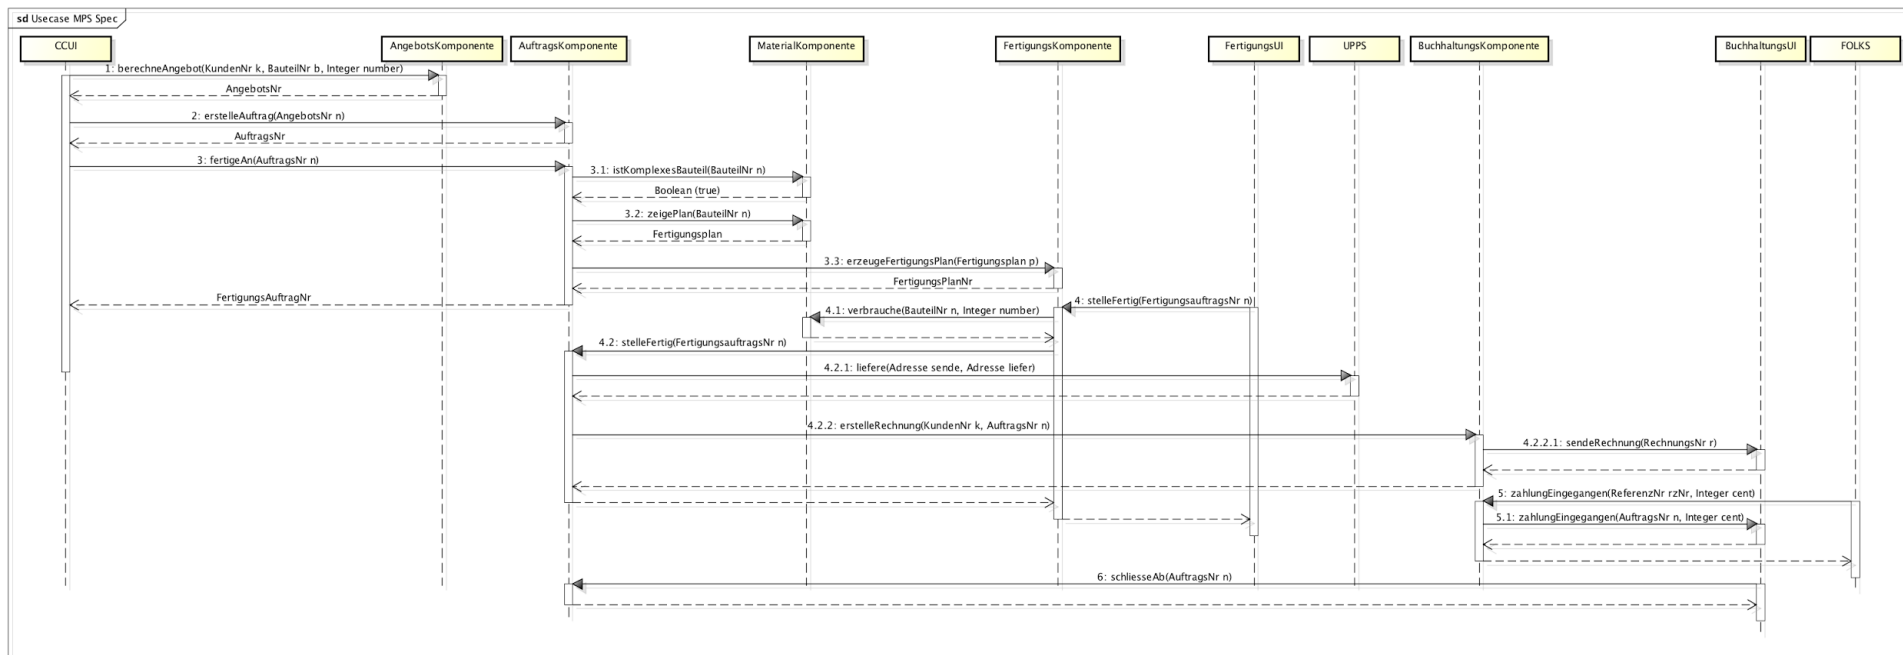 sd Usecase MPS Spec
CCUI
AngebotsKomponente
AuftragsKomponente
MaterialKomponente
FertigungsKomponente
FertigungsUI
UPPS
BuchhaltungsKomponente
BuchhaltungsUI
FOLKS
1: berechneAngebot(KundenNr k, BauteilNr b, Integer number)
AngebotsNr
2: erstelleAuftrag(AngebotsNr n)
AuftragsNr
3: fertigeAn(AuftragsNr n)
3.1: istKomplexesBauteil(BauteilNr n)
Boolean (true)
3.2: zeigePlan(BauteilNr n)
Fertigungsplan
3.3: erzeugeFertigungsPlan(Fertigungsplan p)
FertigungsPlanNr
FertigungsAuftragNr
4: stelleFertig(FertigungsauftragsNr n)
4.1: verbrauche(BauteilNr n, Integer number)
4.2: stelleFertig(FertigungsauftragsNr n)
4.2.1: liefere(Adresse sende, Adresse liefer)
4.2.2: erstelleRechnung(KundenNr k, AuftragsNr n)
4.2.2.1: sendeRechnung(RechnungsNr r)
5: zahlungEingegangen(ReferenzNr rzNr, Integer cent)
5.1: zahlungEingegangen(AuftragsNr n, Integer cent)
6: schliesseAb(AuftragsNr n)